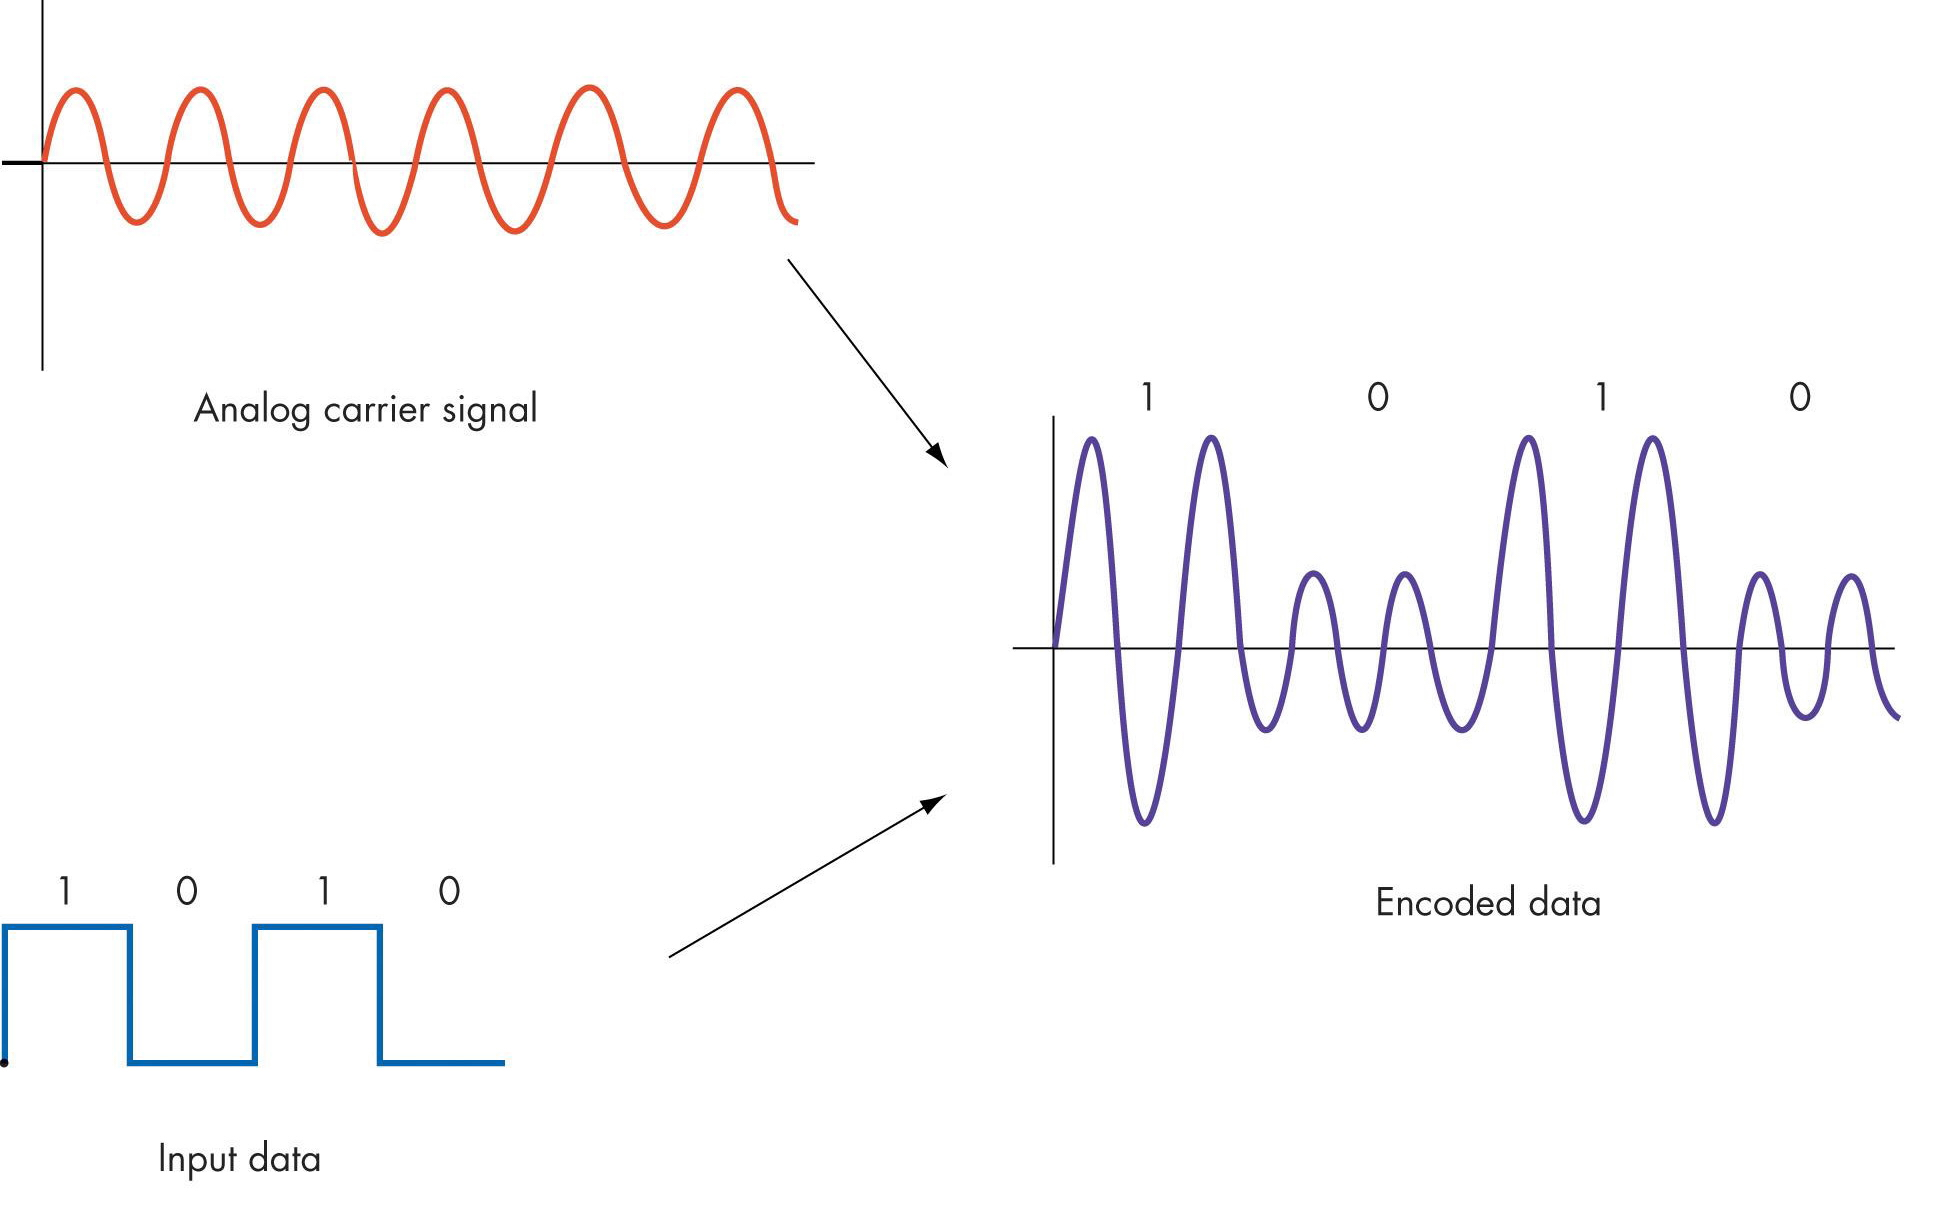 Analog carrier signal
1 0 1 0
Input data
1 0 1 0
Encoded data